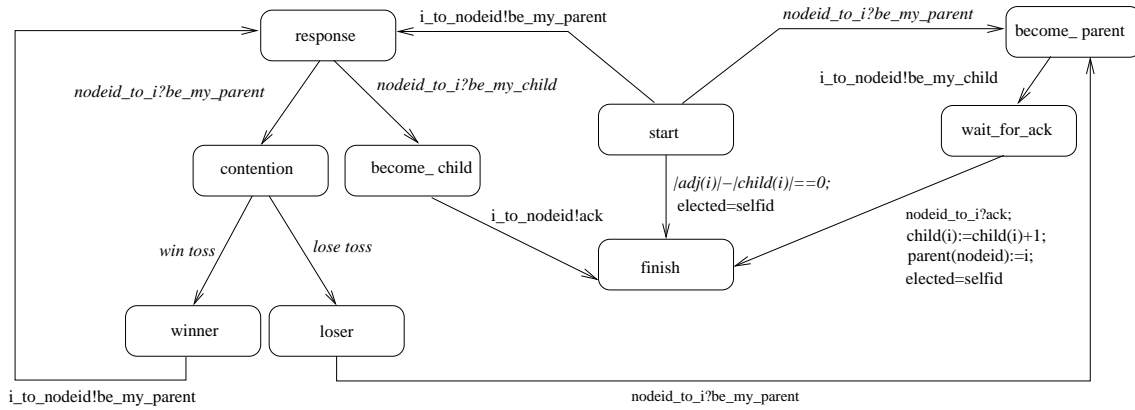 i_to_nodeid!be_my_parent
nodeid_to_i?be_my_parent
response
become_ parent
nodeid_to_i?be_my_parent
nodeid_to_i?be_my_child
i_to_nodeid!be_my_child
start
wait_for_ack
contention
become_ child
|adj(i)|−|child(i)|==0;
elected=selfid
i_to_nodeid!ack
nodeid_to_i?ack;
child(i):=child(i)+1;
parent(nodeid):=i;
elected=selfid
win toss
lose toss
finish
winner
loser
i_to_nodeid!be_my_parent
nodeid_to_i?be_my_parent